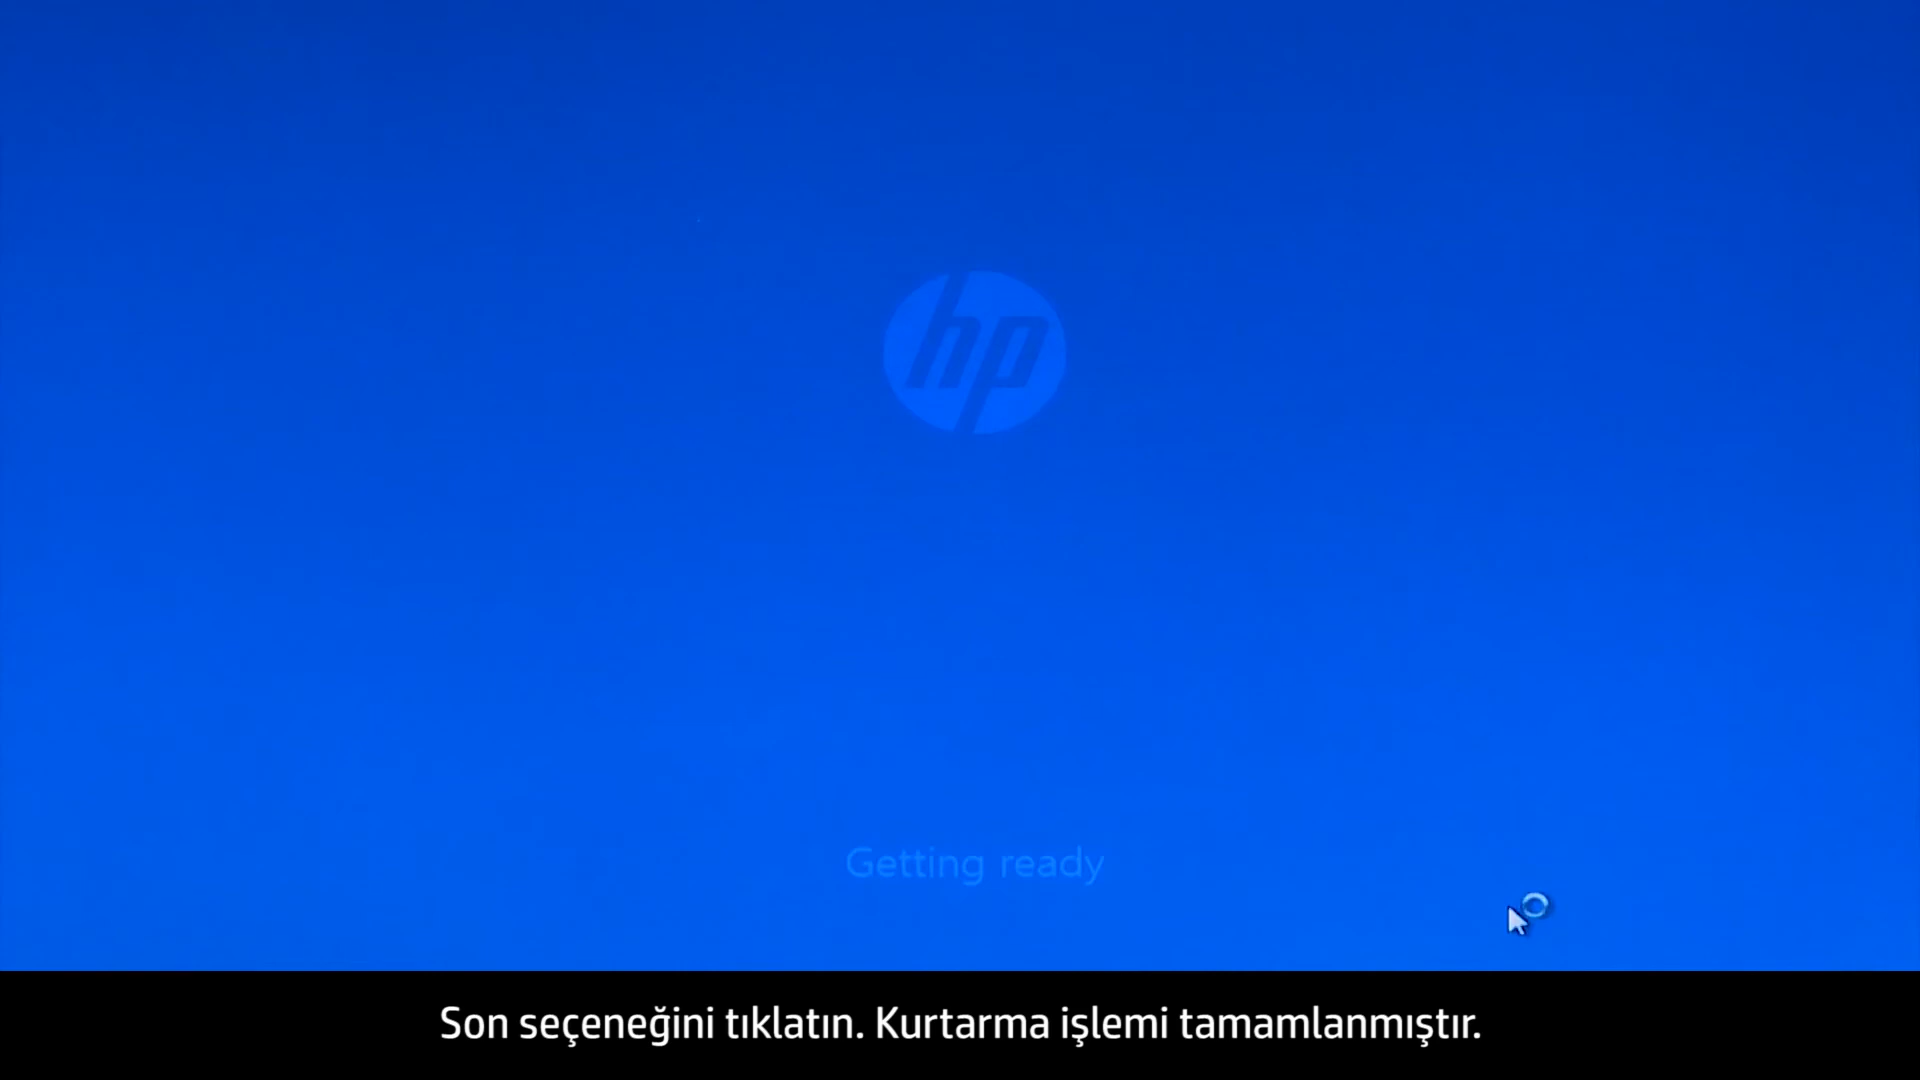 hp
Getting ready
Son seçeneğini tıklatın. Kurtarma işlemi tamamlanmıştır.